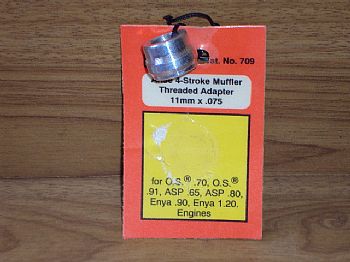 at. No. 709
4-Stroke Muffler
Threaded Adapter
11mm x .075
for O.S.® .70, O.S.®
.91, ASP .65, ASP .80,
Enya .90, Enya 1.20,
Engines